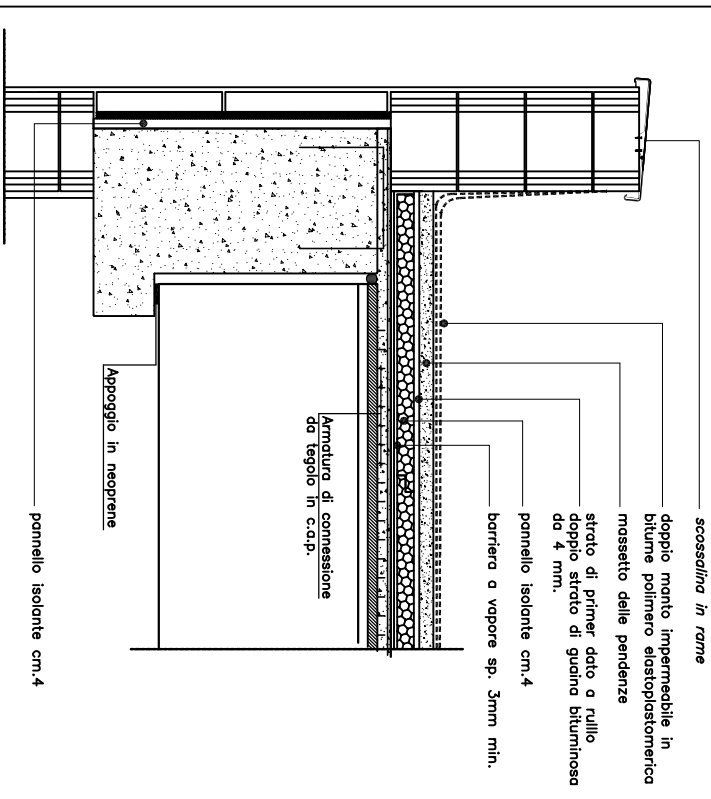 scossalina in rame
doppio manto impermeabile in
bitume polimero elastoplastomerica
massetto delle pendenze
strato di primer dato a rulllo
doppio strato di guaina bituminosa
da 4 mm.
pannello isolante cm.4
barriera a vapore sp. 3mm min.
Armatura di connessione
da tegolo in c.a.p.
Appoggio in neoprene
pannello isolante cm.4